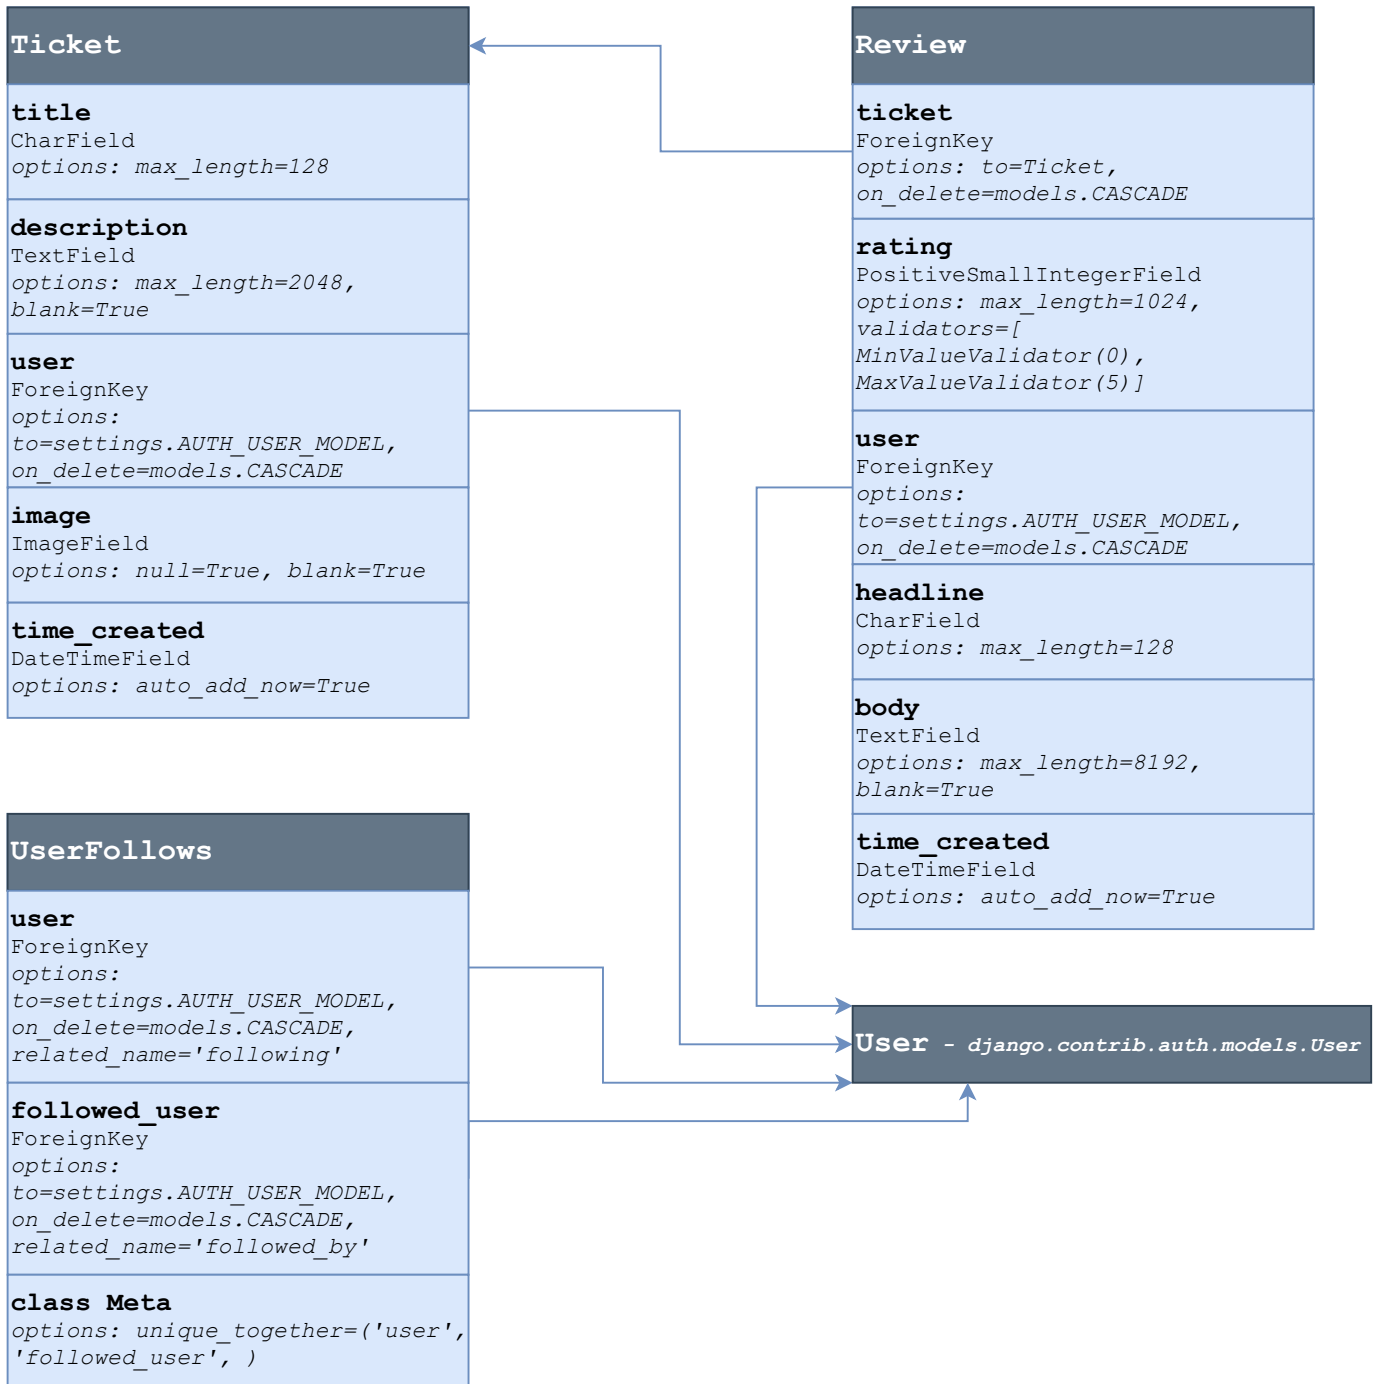 Ticket
title
CharField
options: max_length=128
description
TextField
options: max_length=2048,
blank=True
user
ForeignKey
options:
to=settings.AUTH_USER_MODEL,
on_delete=models.CASCADE
image
ImageField
options: null=True, blank=True
time_created
DateTimeField
options: auto_add_now=True
Review
ticket
ForeignKey
options: to=Ticket,
on_delete=models.CASCADE
rating
PositiveSmallIntegerField
options: max_length=1024,
validators=[
MinValueValidator(0),
MaxValueValidator(5)]
user
ForeignKey
options:
to=settings.AUTH_USER_MODEL,
on_delete=models.CASCADE
headline
CharField
options: max_length=128
body
TextField
options: max_length=8192,
blank=True
time_created
DateTimeField
options: auto_add_now=True
UserFollows
user
ForeignKey
options:
to=settings.AUTH_USER_MODEL,
on_delete=models.CASCADE,
related_name='following'
followed_user
ForeignKey
options:
to=settings.AUTH_USER_MODEL,
on_delete=models.CASCADE,
related_name='followed_by'
class Meta
options: unique_together=('user',
'followed_user', )
User - django.contrib.auth.models.User